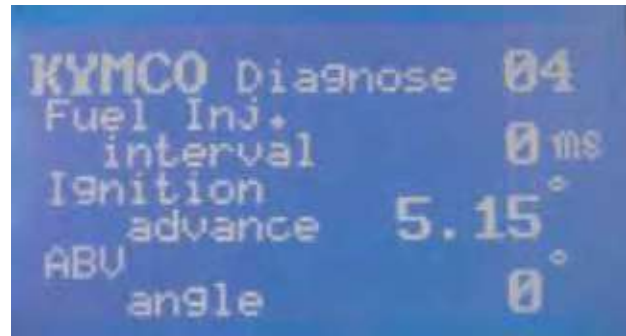 KYMCO Diagnose 04
Fuel Inj.
interval 0 ms
Ignition
advance 5.15°
ABV
angle 0°